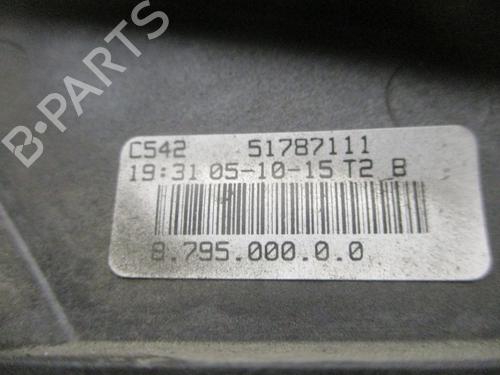 B-PARTS
C542 51787111
19:31 05-10-15 T2 B
8.795.000.0.0